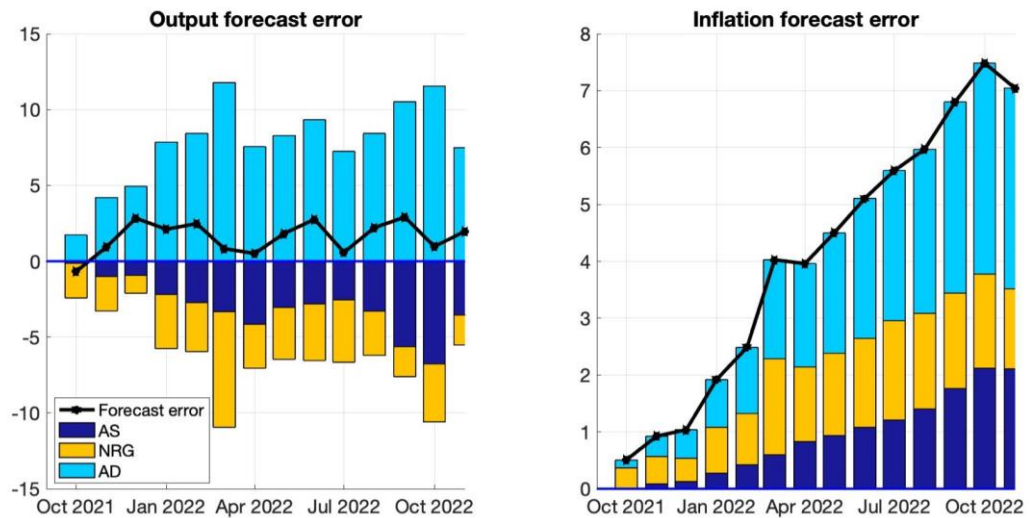 Output forecast error
15
10
5
0
-5
-10
-15
Forecast error
AS
NRG
AD
Oct 2021 Jan 2022 Apr 2022 Jul 2022 Oct 2022
Inflation forecast error
8
7
6
5
4
3
2
1
0
Oct 2021 Jan 2022 Apr 2022 Jul 2022 Oct 2022